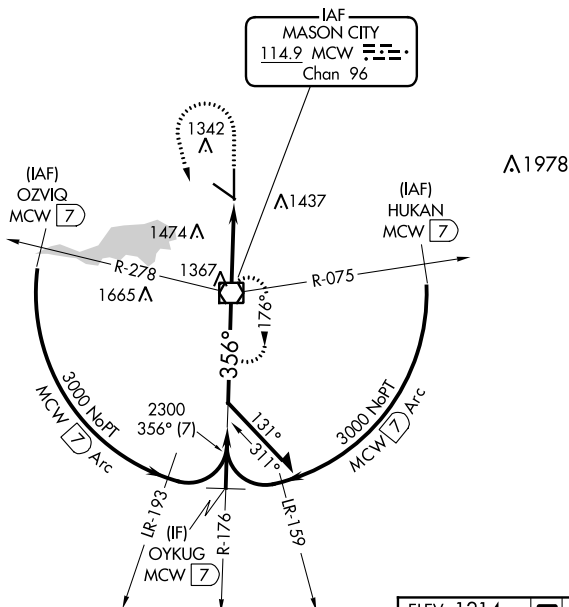 IAF
MASON CITY
114.9 MCW
Chan 96
1342
1978
(IAF)
OZVIQ
MCW 7
1437
(IAF)
HUKAN
MCW 7
1474
R-278
1367
R-075
1665
176°
356°
3000 NoPT
MCW 7 Arc
2300
356° (7)
131°
311°
3000 NoPT
MCW 7 Arc
LR-193
R-176
LR-159
(IF)
OYKUG
MCW 7
ELEV 1214